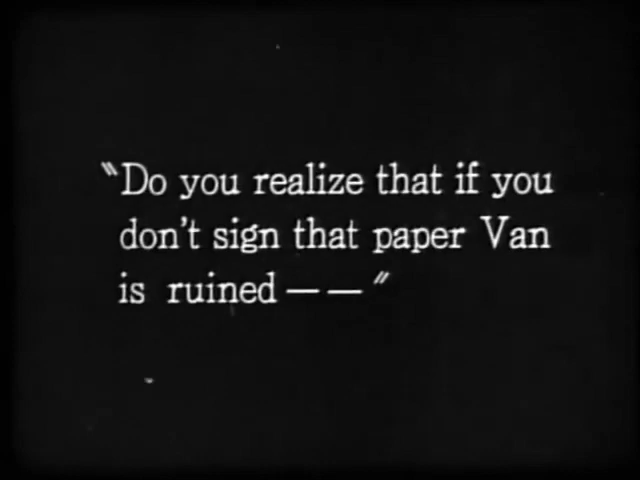 "Do you realize that if you
don't sign that paper Van
is ruined — — "